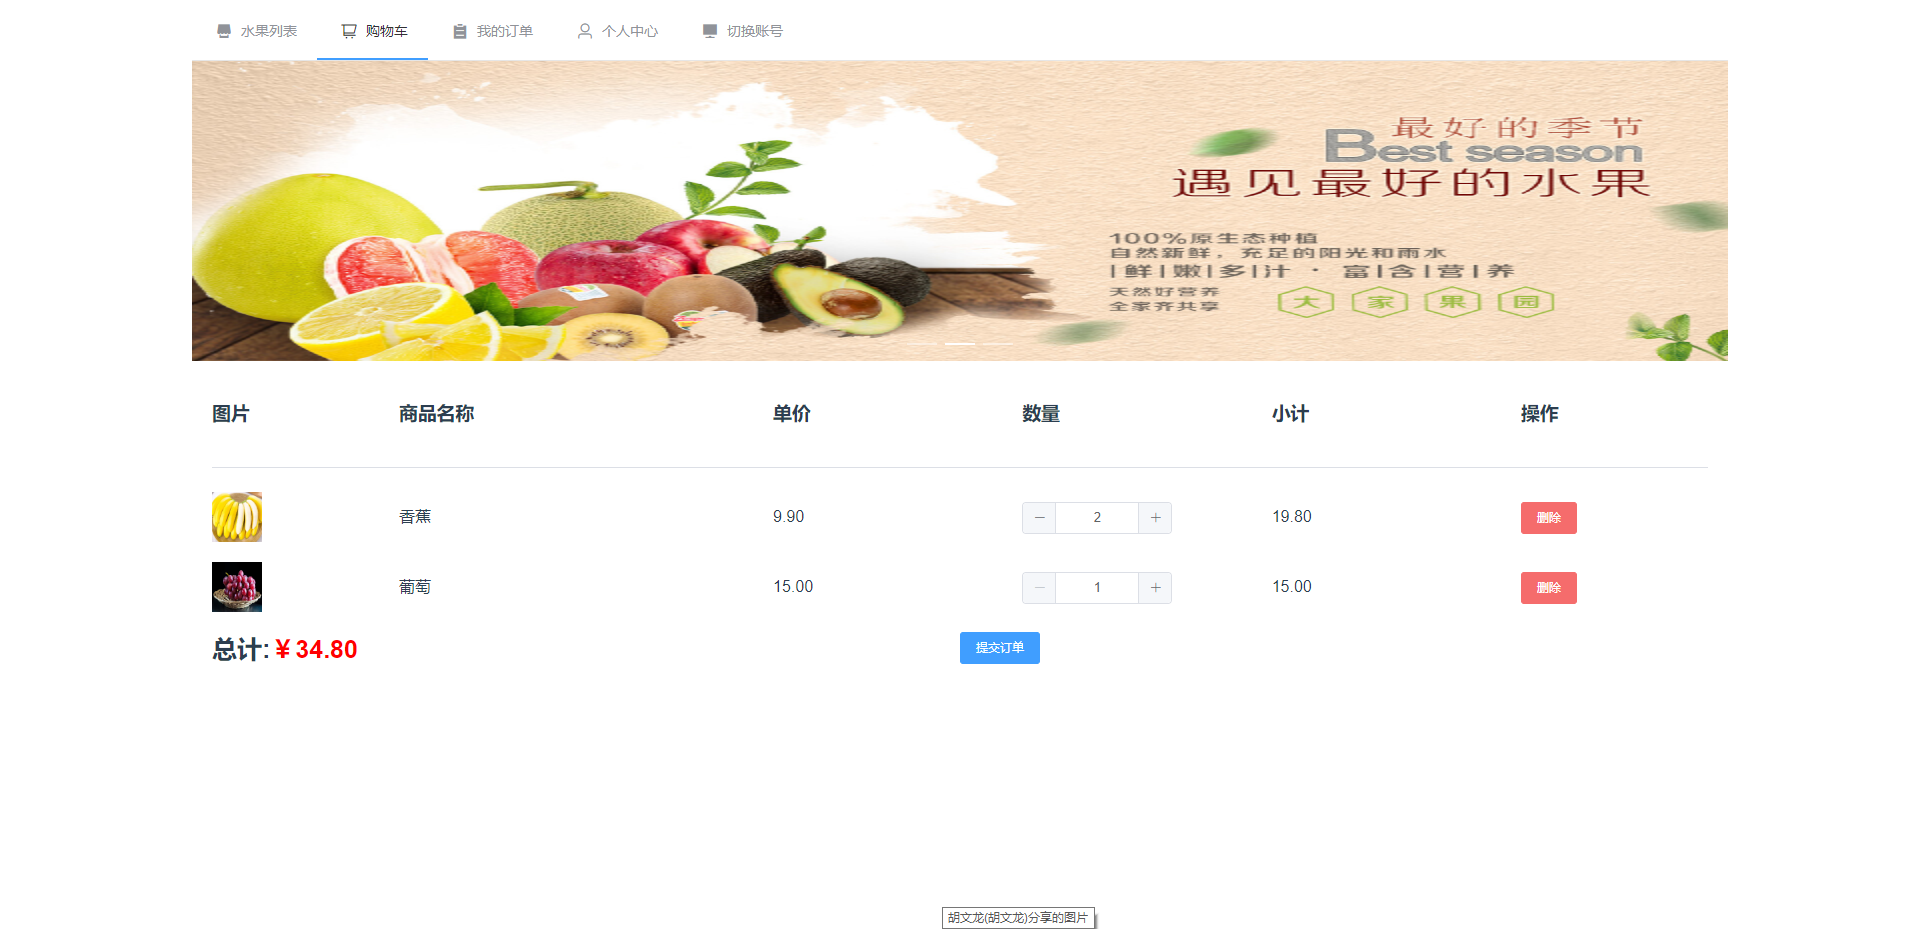 水果列表 购物车 我的订单 个人中心 切换账号
最好的季节
Best season
遇见最好的水果
100%原生态种植
自然新鲜，充足的阳光和雨水
|鲜|嫩|多|汁 · 富|含|营|养
天然好营养
全家齐共享
大家果园
图片 商品名称 单价 数量 小计 操作
香蕉 9.90 2 19.80 删除
葡萄 15.00 1 15.00 删除
总计: ¥ 34.80 提交订单
胡文龙(胡文龙)分享的图片